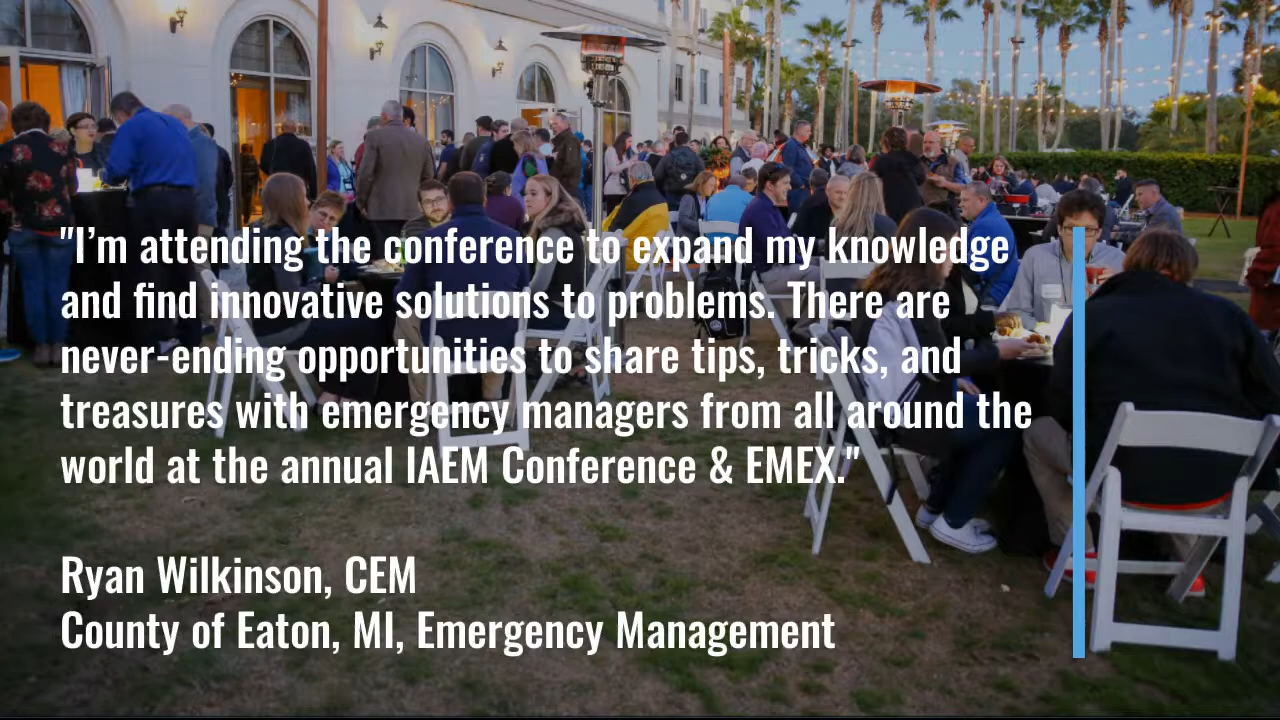 "I’m attending the conference to expand my knowledge
and find innovative solutions to problems. There are
never-ending opportunities to share tips, tricks, and
treasures with emergency managers from all around the
world at the annual IAEM Conference & EMEX."
Ryan Wilkinson, CEM
County of Eaton, MI, Emergency Management